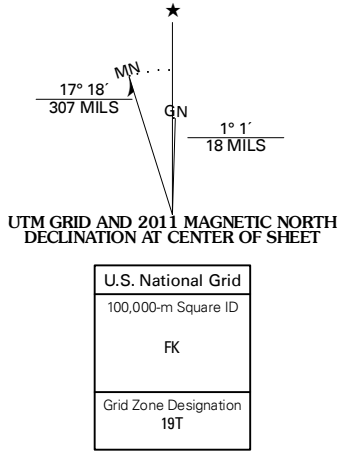 MN
17° 18´
307 MILS
GN
1° 1´
18 MILS
UTM GRID AND 2011 MAGNETIC NORTH
DECLINATION AT CENTER OF SHEET
U.S. National Grid
100,000-m Square ID
FK
Grid Zone Designation
19T